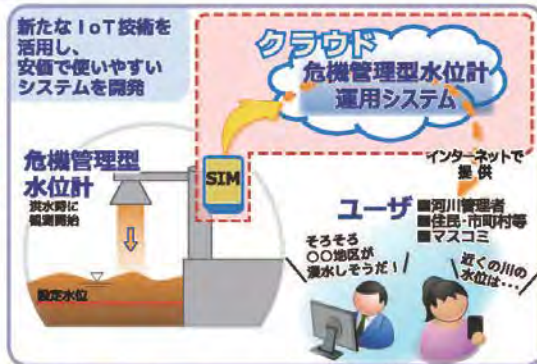 新たなIoT技術を
活用し、
安価で使いやすい
システムを開発
クラウド
危機管理型水位計
運用システム
危機管理型
水位計
洪水時に
観測開始
SIM
インターネットで
提供
ユーザ
■河川管理者
■住民・市町村等
■マスコミ
設定水位
そろそろ
〇〇地区が
浸水しそうだ!
近くの川の
水位は・・・